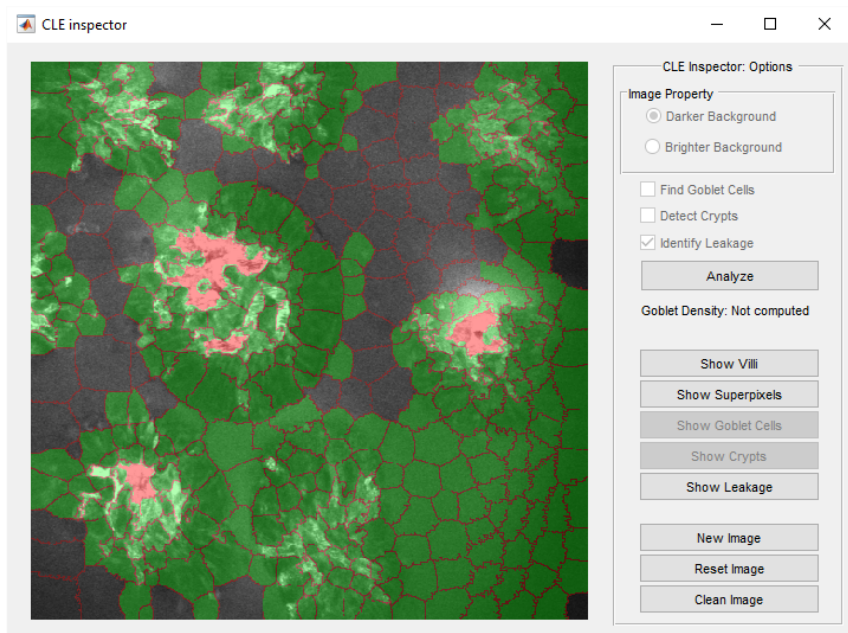 CLE inspector
CLE Inspector: Options
Image Property
Darker Background
Brighter Background
Find Goblet Cells
Detect Crypts
Identify Leakage
Analyze
Goblet Density: Not computed
Show Villi
Show Superpixels
Show Goblet Cells
Show Crypts
Show Leakage
New Image
Reset Image
Clean Image